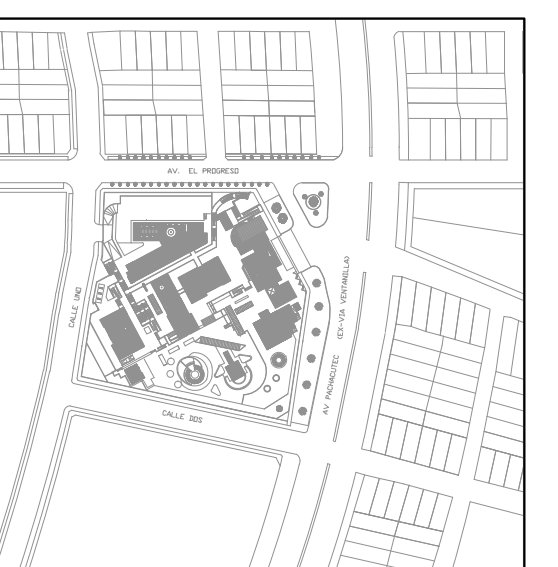 AV. EL PROGRESO
CALLE UNO
AV PACHACUTEC (EX-VIA VENTANILLA)
CALLE DOS